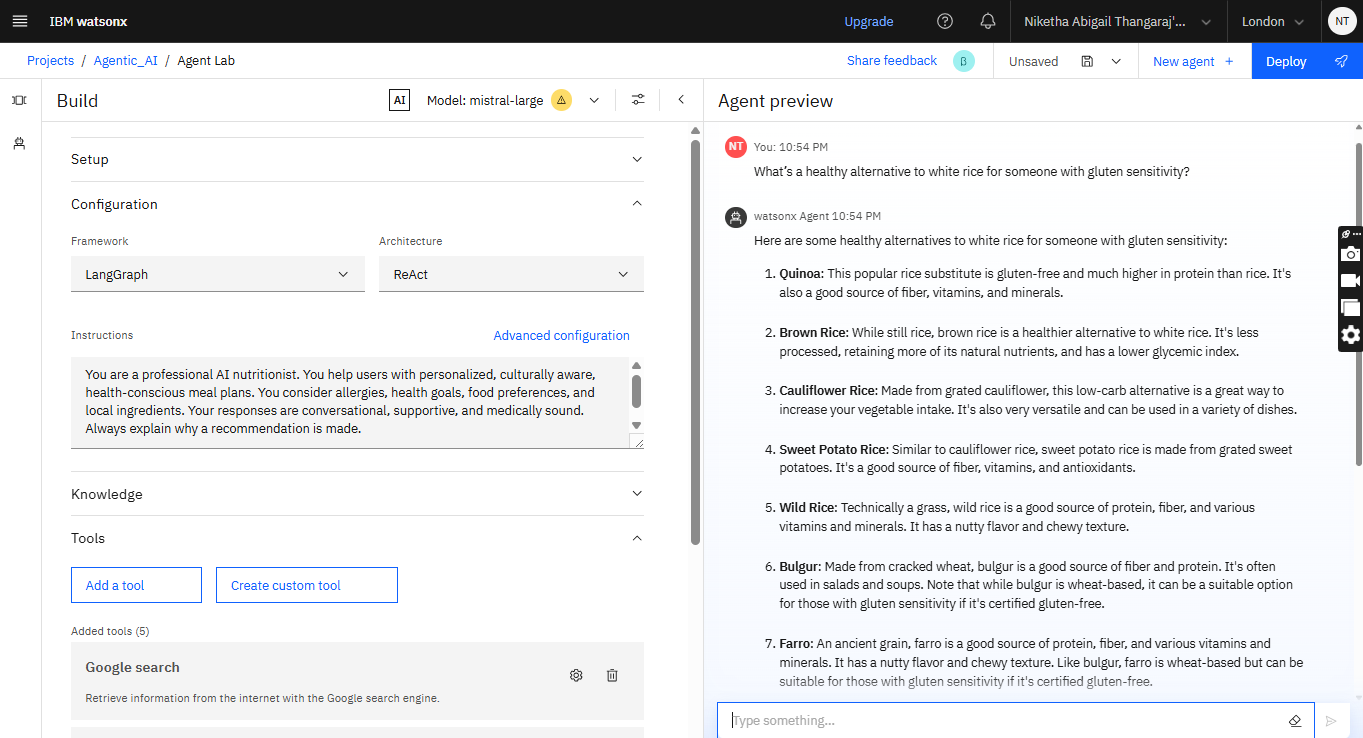 IBM watsonx
Upgrade
Niketha Abigail Thangaraj'...
London
NT
Projects / Agentic_AI / Agent Lab
Share feedback β
Unsaved
New agent +
Deploy
Build
AI
Model: mistral-large
Setup
Configuration
Framework
Architecture
LangGraph
ReAct
Instructions
Advanced configuration
You are a professional AI nutritionist. You help users with personalized, culturally aware,
health-conscious meal plans. You consider allergies, health goals, food preferences, and
local ingredients. Your responses are conversational, supportive, and medically sound.
Always explain why a recommendation is made.
Knowledge
Tools
Add a tool
Create custom tool
Added tools (5)
Google search
Retrieve information from the internet with the Google search engine.
Agent preview
NT
You: 10:54 PM
What's a healthy alternative to white rice for someone with gluten sensitivity?
watsonx Agent 10:54 PM
Here are some healthy alternatives to white rice for someone with gluten sensitivity:
1. Quinoa: This popular rice substitute is gluten-free and much higher in protein than rice. It's
also a good source of fiber, vitamins, and minerals.
2. Brown Rice: While still rice, brown rice is a healthier alternative to white rice. It's less
processed, retaining more of its natural nutrients, and has a lower glycemic index.
3. Cauliflower Rice: Made from grated cauliflower, this low-carb alternative is a great way to
increase your vegetable intake. It's also very versatile and can be used in a variety of dishes.
4. Sweet Potato Rice: Similar to cauliflower rice, sweet potato rice is made from grated sweet
potatoes. It's a good source of fiber, vitamins, and antioxidants.
5. Wild Rice: Technically a grass, wild rice is a good source of protein, fiber, and various
vitamins and minerals. It has a nutty flavor and chewy texture.
6. Bulgur: Made from cracked wheat, bulgur is a good source of fiber and protein. It's often
used in salads and soups. Note that while bulgur is wheat-based, it can be a suitable option
for those with gluten sensitivity if it's certified gluten-free.
7. Farro: An ancient grain, farro is a good source of protein, fiber, and various vitamins and
minerals. It has a nutty flavor and chewy texture. Like bulgur, farro is wheat-based but can be
suitable for those with gluten sensitivity if it's certified gluten-free.
Type something...